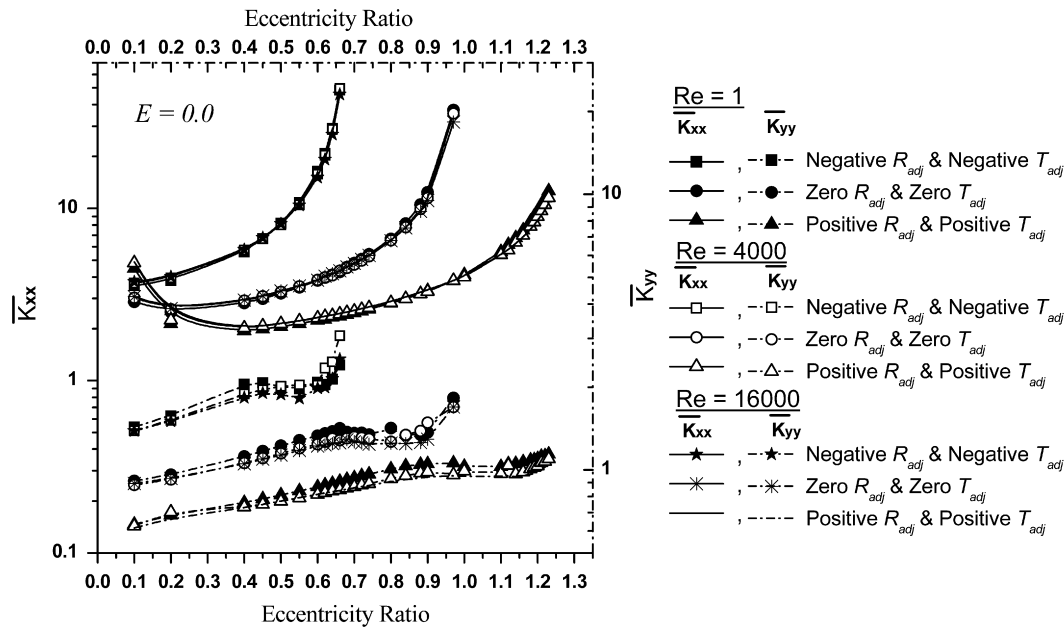 Eccentricity Ratio
0.0 0.1 0.2 0.3 0.4 0.5 0.6 0.7 0.8 0.9 1.0 1.1 1.2 1.3
E = 0.0
10
1
0.1
K̅xx
10
1
K̅yy
0.0 0.1 0.2 0.3 0.4 0.5 0.6 0.7 0.8 0.9 1.0 1.1 1.2 1.3
Eccentricity Ratio
Re = 1
K̅xx K̅yy
, Negative Radj & Negative Tadj
, Zero Radj & Zero Tadj
, Positive Radj & Positive Tadj
Re = 4000
K̅xx K̅yy
, Negative Radj & Negative Tadj
, Zero Radj & Zero Tadj
, Positive Radj & Positive Tadj
Re = 16000
K̅xx K̅yy
, Negative Radj & Negative Tadj
, Zero Radj & Zero Tadj
, Positive Radj & Positive Tadj